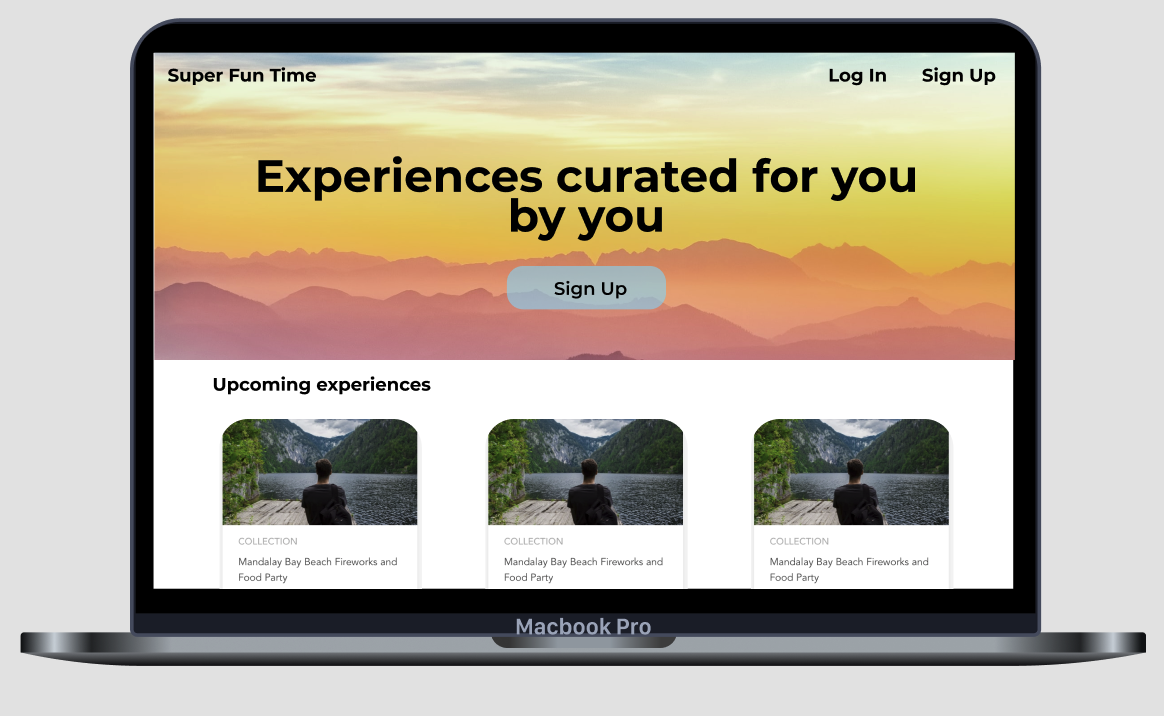 Super Fun Time
Log In
Sign Up
Experiences curated for you
by you
Sign Up
Upcoming experiences
COLLECTION
Mandalay Bay Beach Fireworks and
Food Party
COLLECTION
Mandalay Bay Beach Fireworks and
Food Party
COLLECTION
Mandalay Bay Beach Fireworks and
Food Party
Macbook Pro